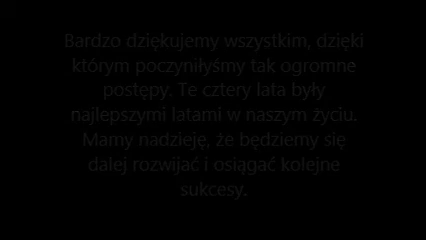 Bardzo dziękujemy wszystkim, dzięki
którym poczyniłyśmy tak ogromne
postępy. Te cztery lata były
najlepszymi latami w naszym życiu.
Mamy nadzieję, że będziemy się
dalej rozwijać i osiągać kolejne
sukcesy.